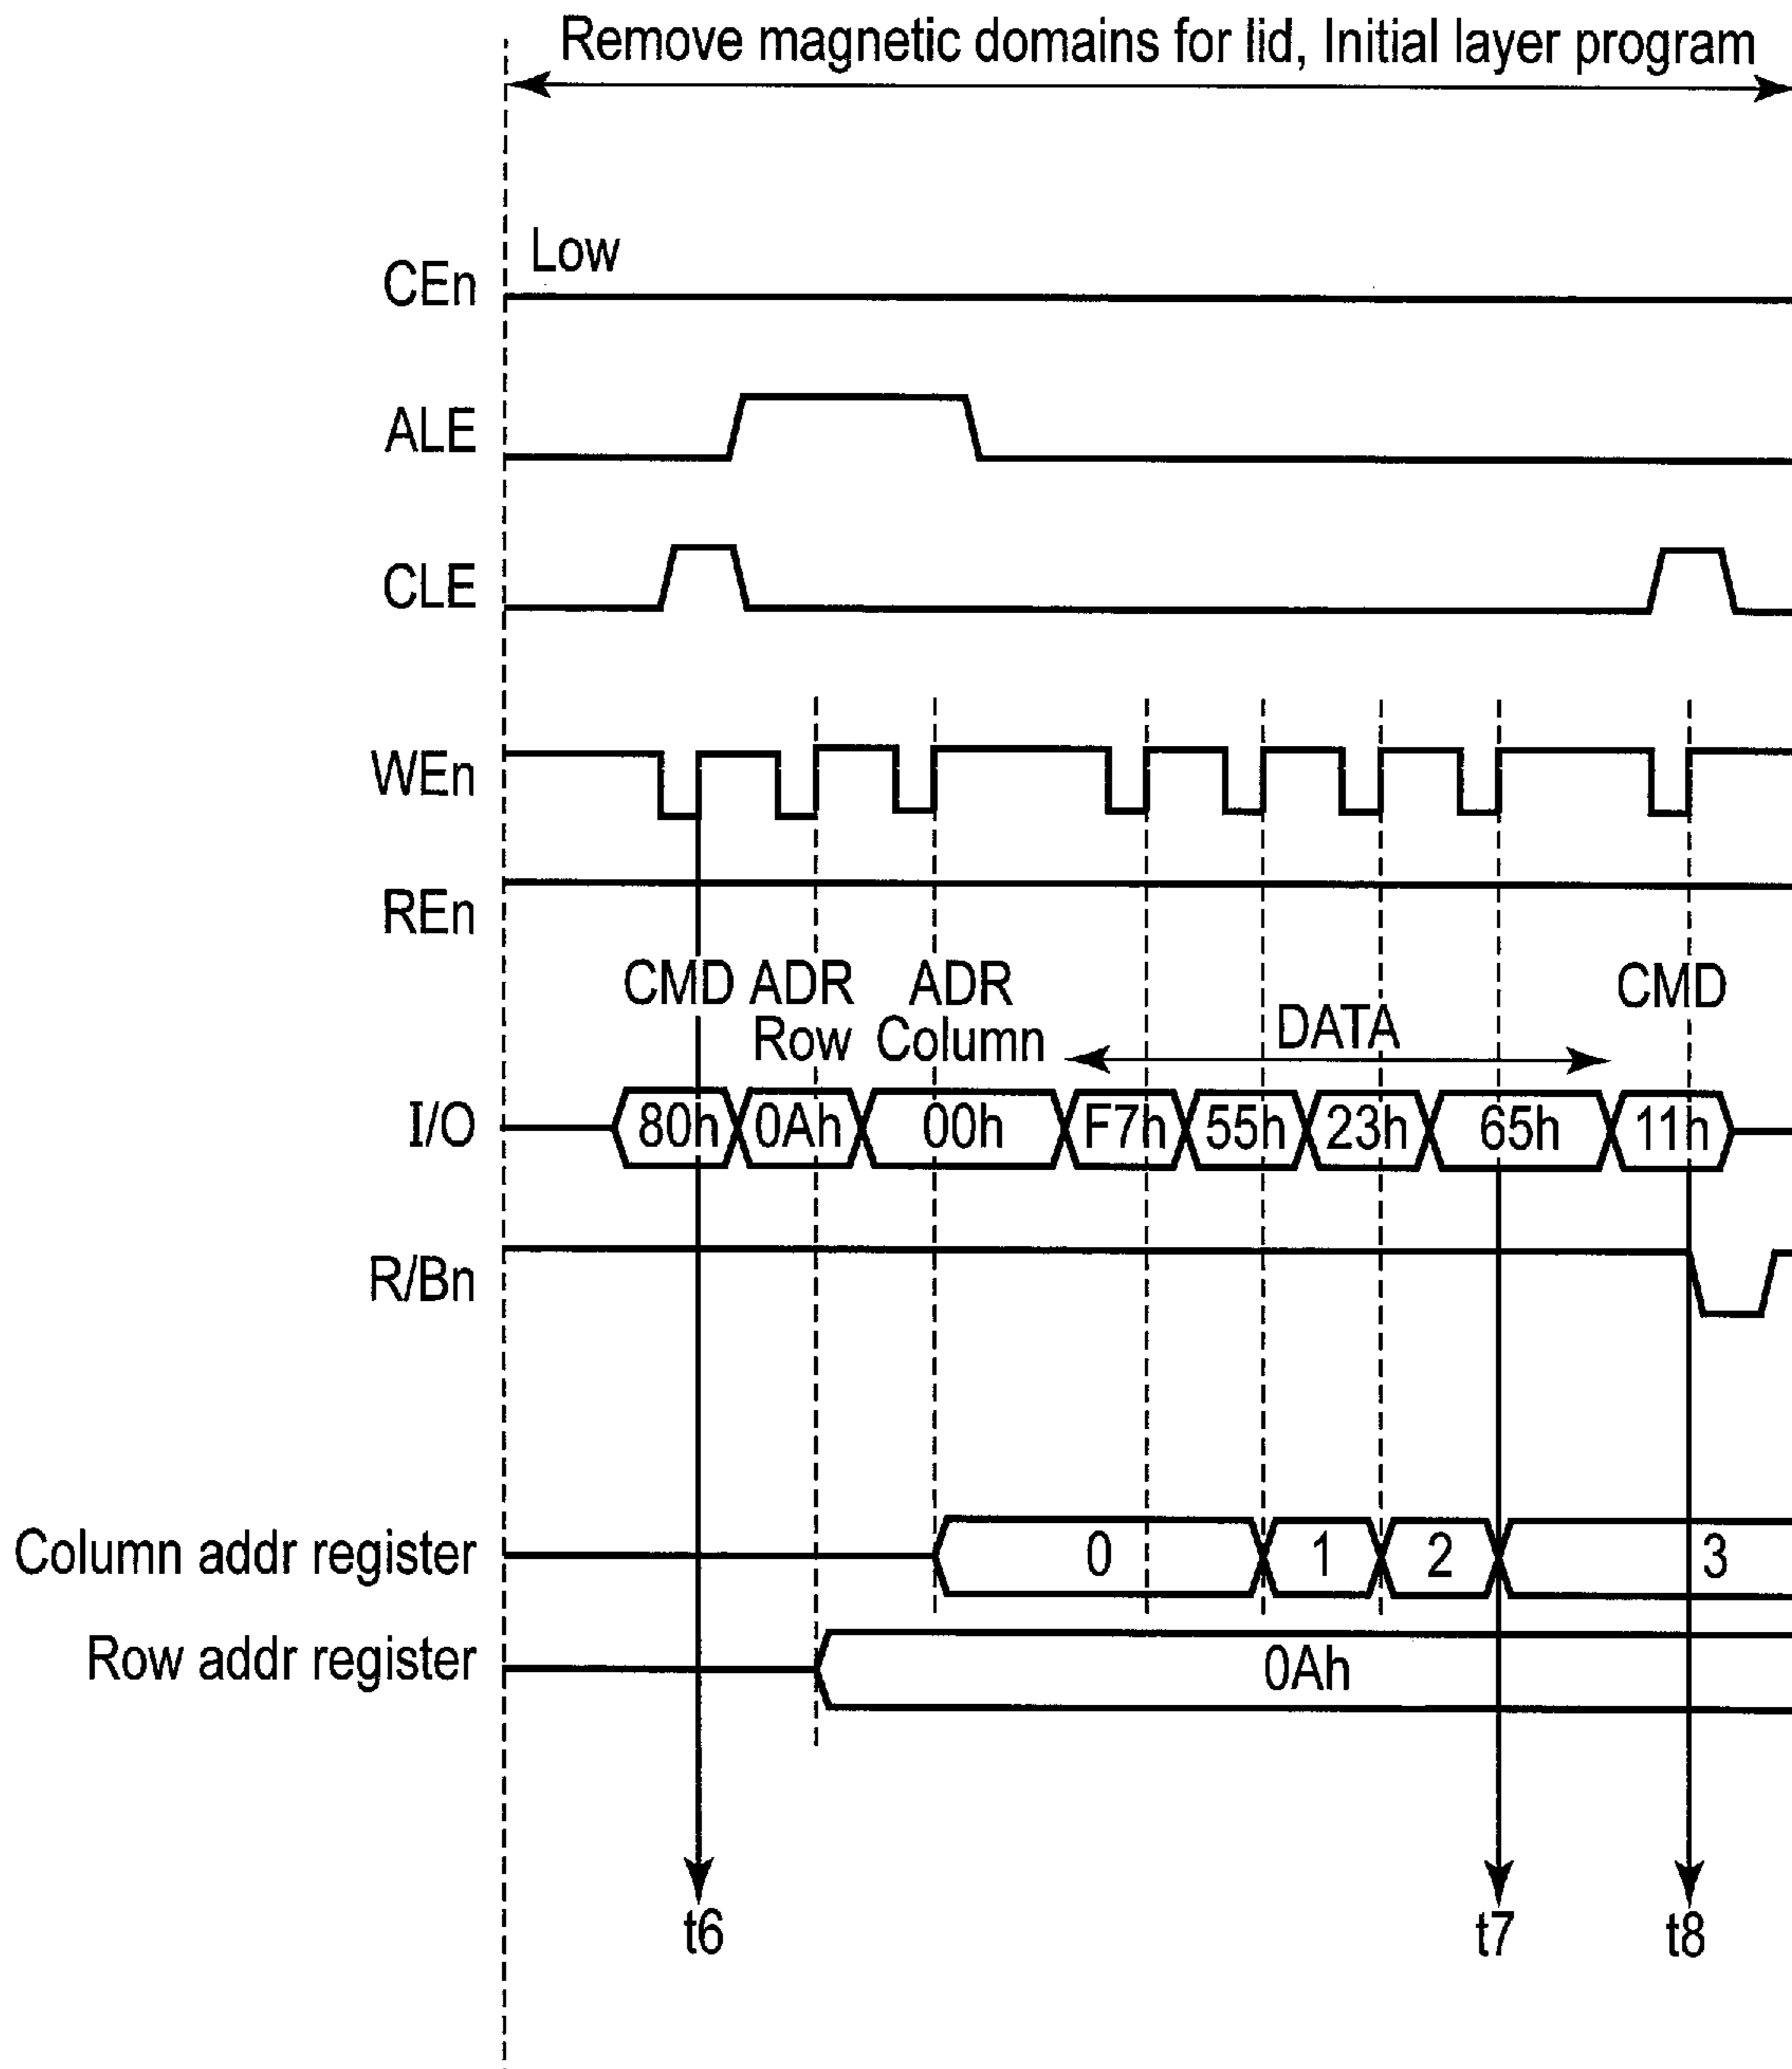 Remove magnetic domains for lid, Initial layer program
Low
CEn
ALE
CLE
WEn
REn
CMD ADR ADR CMD
Row Column DATA
I/O 80h 0Ah 00h F7h 55h 23h 65h 11h
R/Bn
Column addr register 0 1 2 3
Row addr register 0Ah
t6 t7 t8